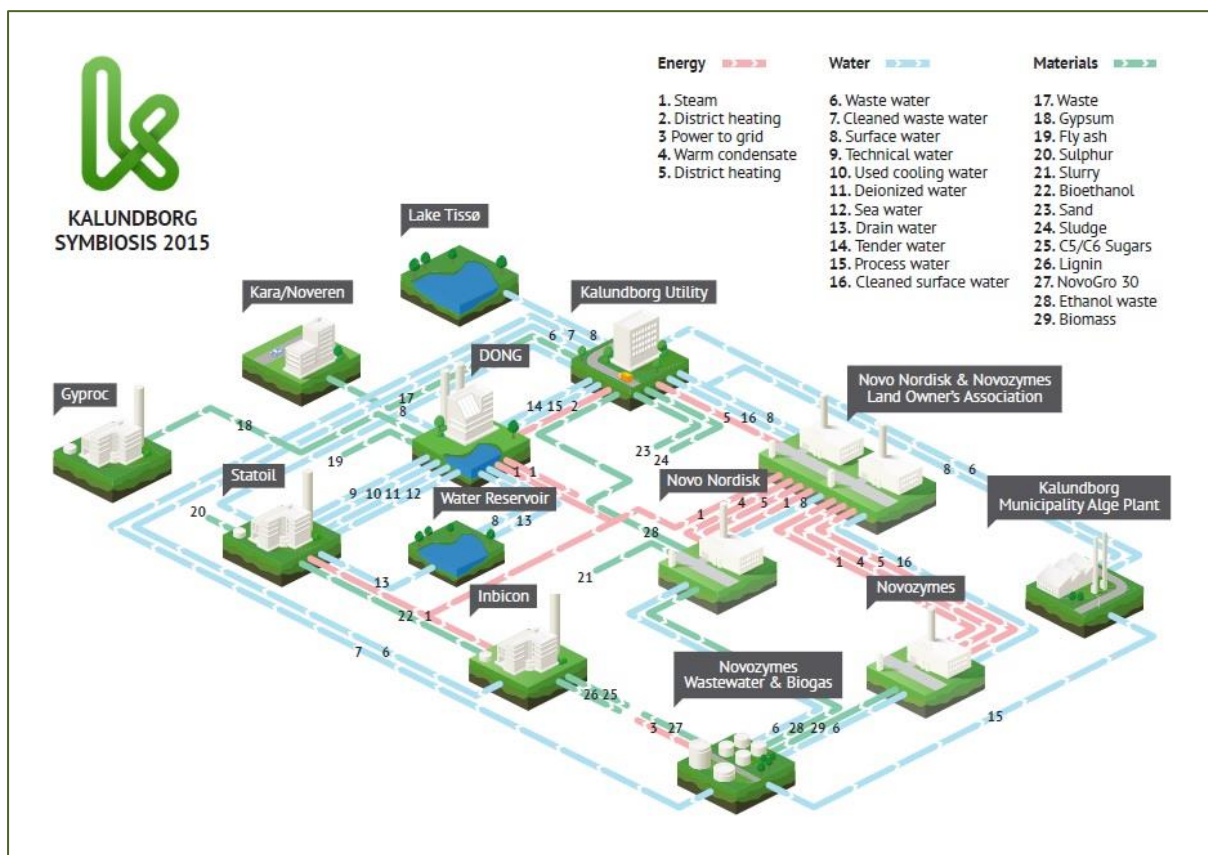 KALUNDBORG
SYMBIOSIS 2015
Energy
1. Steam
2. District heating
3 Power to grid
4. Warm condensate
5. District heating
Water
6. Waste water
7. Cleaned waste water
8. Surface water
9. Technical water
10. Used cooling water
11. Deionized water
12. Sea water
13. Drain water
14. Tender water
15. Process water
16. Cleaned surface water
Materials
17. Waste
18. Gypsum
19. Fly ash
20. Sulphur
21. Slurry
22. Bioethanol
23. Sand
24. Sludge
25. C5/C6 Sugars
26. Lignin
27. NovoGro 30
28. Ethanol waste
29. Biomass
Lake Tissø
Kara/Noveren
Kalundborg Utility
6 7 8
DONG
Gyproc
17
8
14 15 2
Novo Nordisk & Novozymes
Land Owner's Association
5 16 8
18
19
23
24
8 6
Statoil
9 10 11 12
1 1
Water Reservoir
Novo Nordisk
Kalundborg
Municipality Alge Plant
20
8 13
1 4 5 1 8
28
21
13
1 4 5 16
22 1
Inbicon
Novozymes
7 6
Novozymes
Wastewater & Biogas
26 25
3 27
6 28 29 6
15